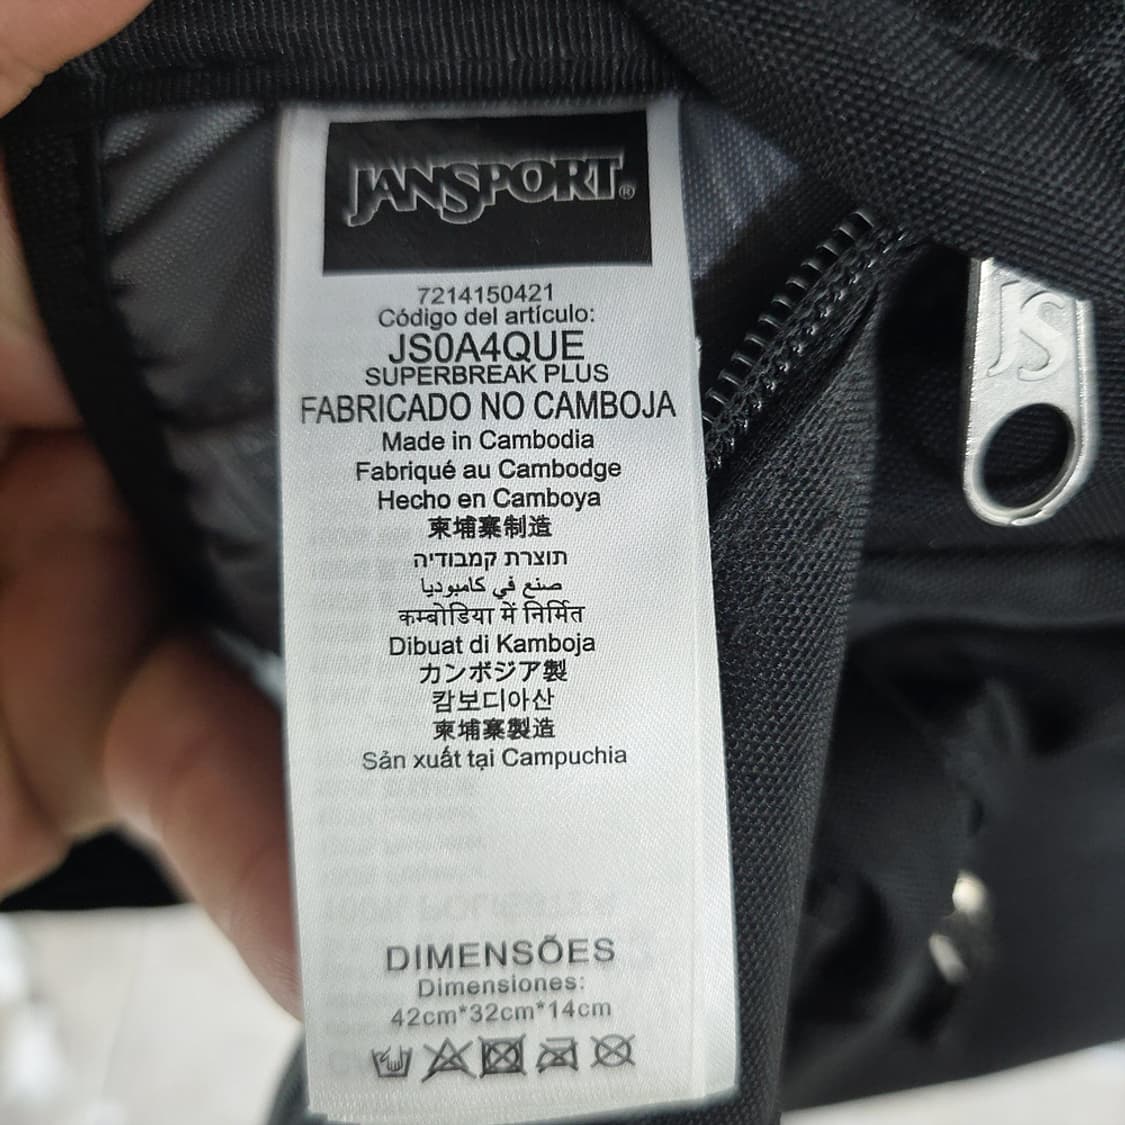 JANSPORT®
7214150421
Código del artículo:
JS0A4QUE
SUPERBREAK PLUS
FABRICADO NO CAMBOJA
Made in Cambodia
Fabriqué au Cambodge
Hecho en Camboya
柬埔寨制造
תוצרת קמבודיה
صنع في كامبوديا
कम्बोडिया में निर्मित
Dibuat di Kamboja
カンボジア製
캄보디아산
柬埔寨製造
Sản xuất tại Campuchia
DIMENSÕES
Dimensiones:
42cm*32cm*14cm
JS